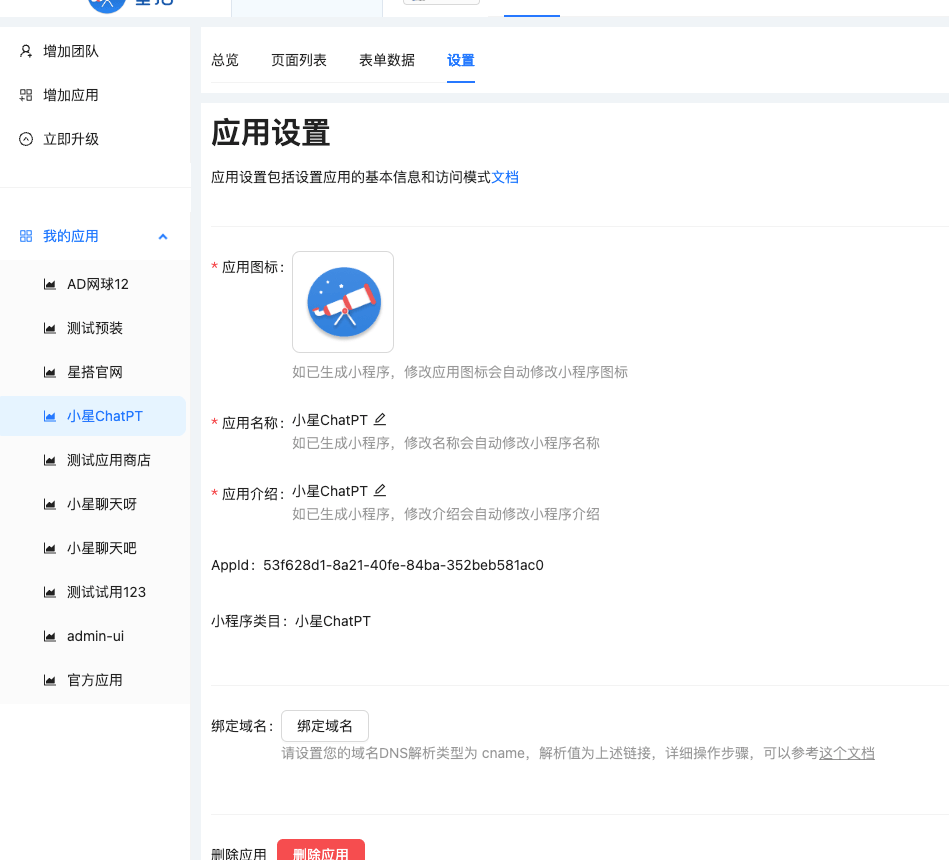 增加团队
增加应用
立即升级
我的应用
AD网球12
测试预装
星搭官网
小星ChatPT
测试应用商店
小星聊天呀
小星聊天吧
测试试用123
admin-ui
官方应用
总览 页面列表 表单数据 设置
应用设置
应用设置包括设置应用的基本信息和访问模式文档
* 应用图标：
如已生成小程序，修改应用图标会自动修改小程序图标
* 应用名称： 小星ChatPT
如已生成小程序，修改名称会自动修改小程序名称
* 应用介绍： 小星ChatPT
如已生成小程序，修改介绍会自动修改小程序介绍
AppId：53f628d1-8a21-40fe-84ba-352beb581ac0
小程序类目：小星ChatPT
绑定域名： 绑定域名
请设置您的域名DNS解析类型为 cname，解析值为上述链接，详细操作步骤，可以参考这个文档
删除应用 删除应用